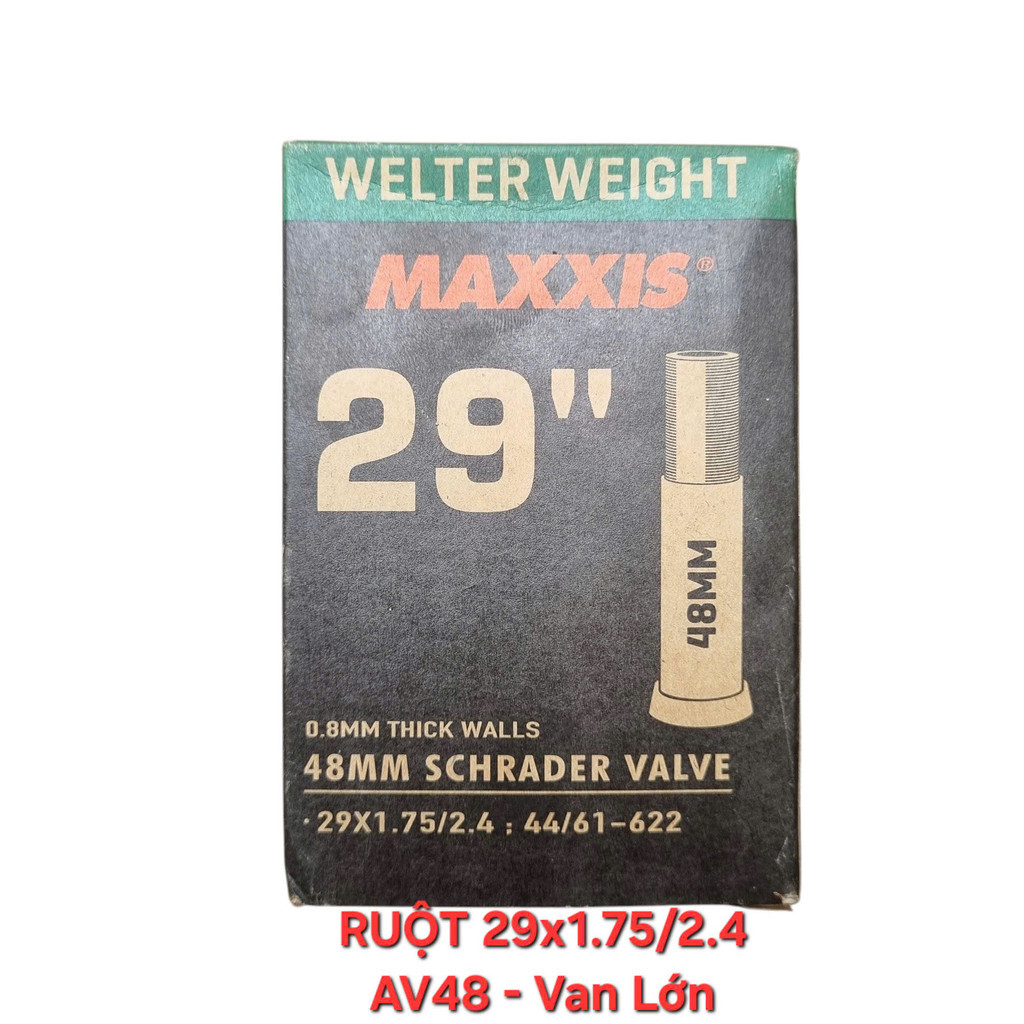 WELTER WEIGHT
MAXXIS®
29"
48MM
0.8MM THICK WALLS
48MM SCHRADER VALVE
· 29X1.75/2.4 ; 44/61-622
RUỘT 29x1.75/2.4
AV48 - Van Lớn